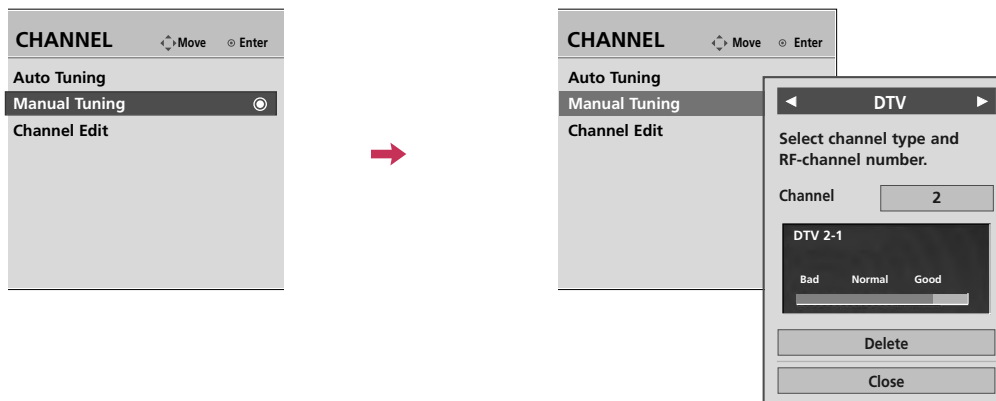 CHANNEL Move Enter
Auto Tuning
Manual Tuning
Channel Edit
CHANNEL Move Enter
Auto Tuning
Manual Tuning
Channel Edit
DTV
Select channel type and
RF-channel number.
Channel 2
DTV 2-1
Bad Normal Good
Delete
Close